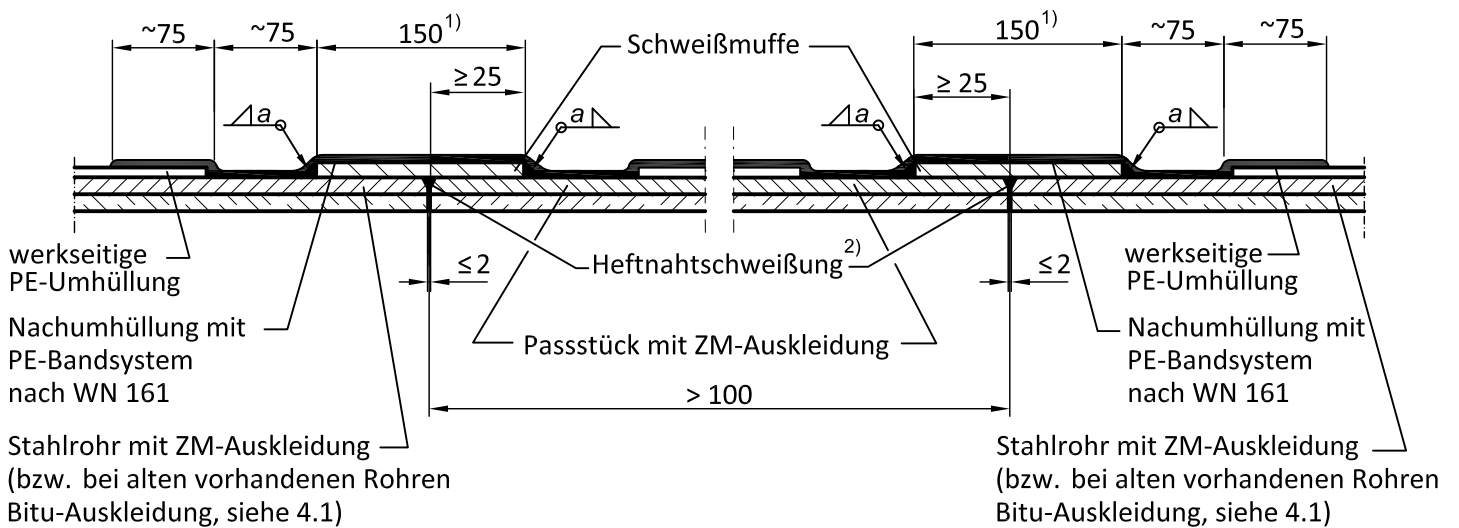 ~75
~75
150¹⁾
150¹⁾
~75
~75
Schweißmuffe
≥ 25
≥ 25
a
a
a
a
werkseitige
PE-Umhüllung
≤ 2
Heftnahtschweißung²⁾
≤ 2
werkseitige
PE-Umhüllung
Nachumhüllung mit
PE-Bandsystem
nach WN 161
Passstück mit ZM-Auskleidung
Nachumhüllung mit
PE-Bandsystem
nach WN 161
> 100
Stahlrohr mit ZM-Auskleidung
(bzw. bei alten vorhandenen Rohren
Bitu-Auskleidung, siehe 4.1)
Stahlrohr mit ZM-Auskleidung
(bzw. bei alten vorhandenen Rohren
Bitu-Auskleidung, siehe 4.1)